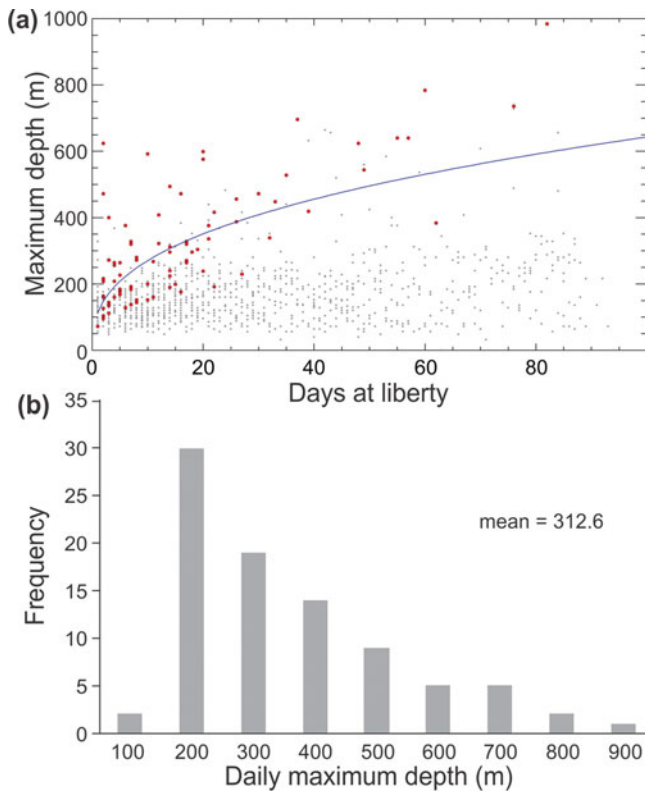 (a)
1000
800
600
400
200
0
Maximum depth (m)
0 20 40 60 80
Days at liberty
(b)
35
30
25
20
15
10
5
0
Frequency
mean = 312.6
100 200 300 400 500 600 700 800 900
Daily maximum depth (m)